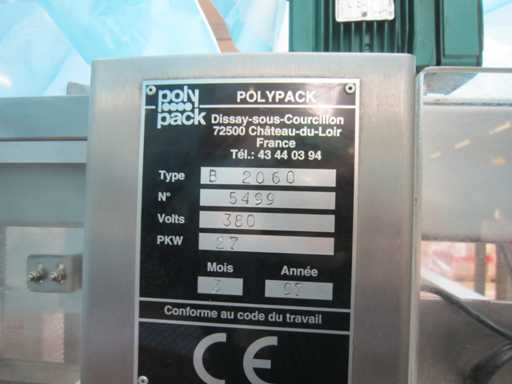 poly
pack
POLYPACK
Dissay-sous-Courcillon
72500 Château-du-Loir
France
Tél.: 43 44 03 94
Type B 2060
N° 5499
Volts 380
PKW 27
Mois Année
3
Conforme au code du travail
CE